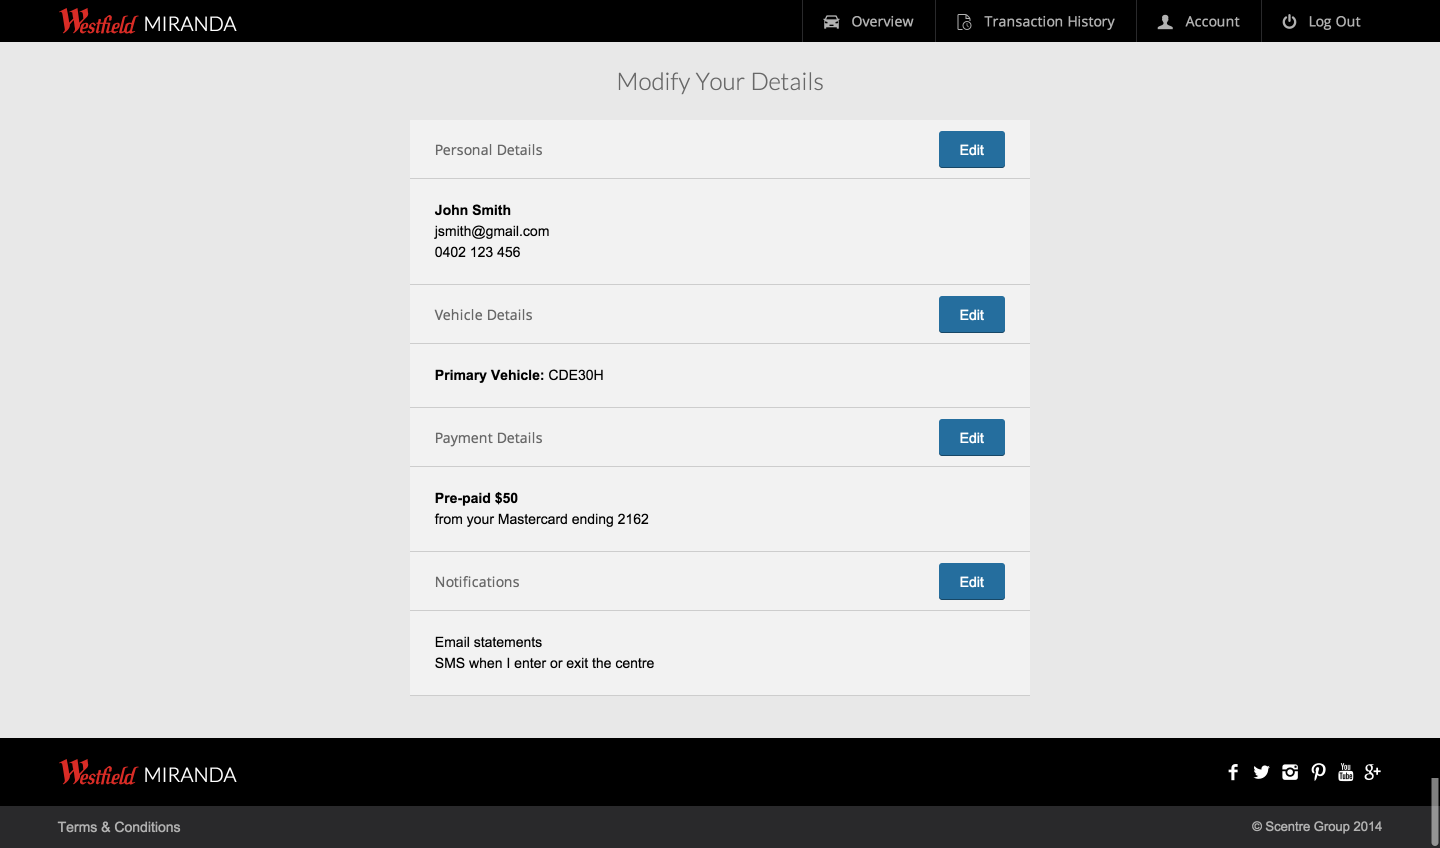 Westfield MIRANDA
Overview
Transaction History
Account
Log Out
Modify Your Details
Personal Details
Edit
John Smith
jsmith@gmail.com
0402 123 456
Vehicle Details
Edit
Primary Vehicle: CDE30H
Payment Details
Edit
Pre-paid $50
from your Mastercard ending 2162
Notifications
Edit
Email statements
SMS when I enter or exit the centre
Westfield MIRANDA
You
Tube
g+
Terms & Conditions
© Scentre Group 2014